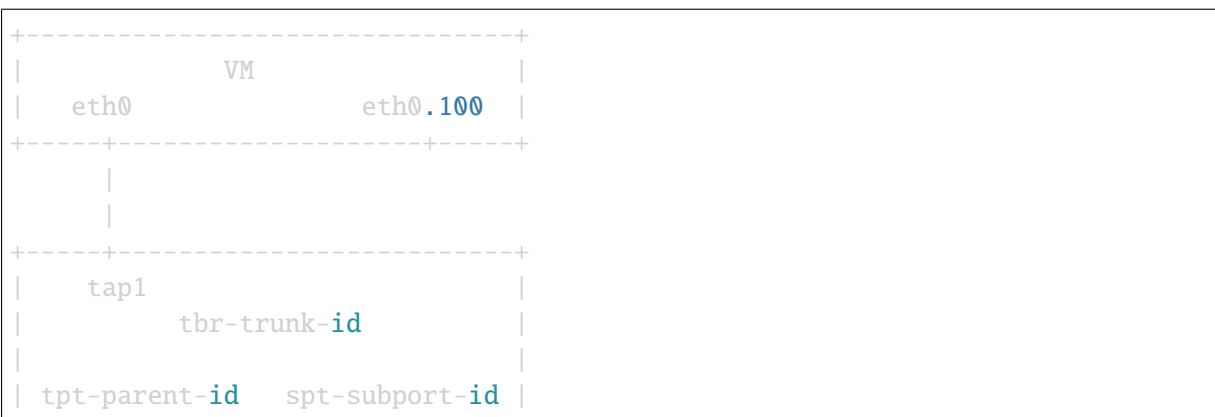 +--------------------------------+
|             VM                 |
|   eth0               eth0.100  |
+-----+--------------------+-----+
      |
      |
+-----+--------------------------+
|    tap1                        |
|          tbr-trunk-id          |
|                                |
| tpt-parent-id   spt-subport-id |